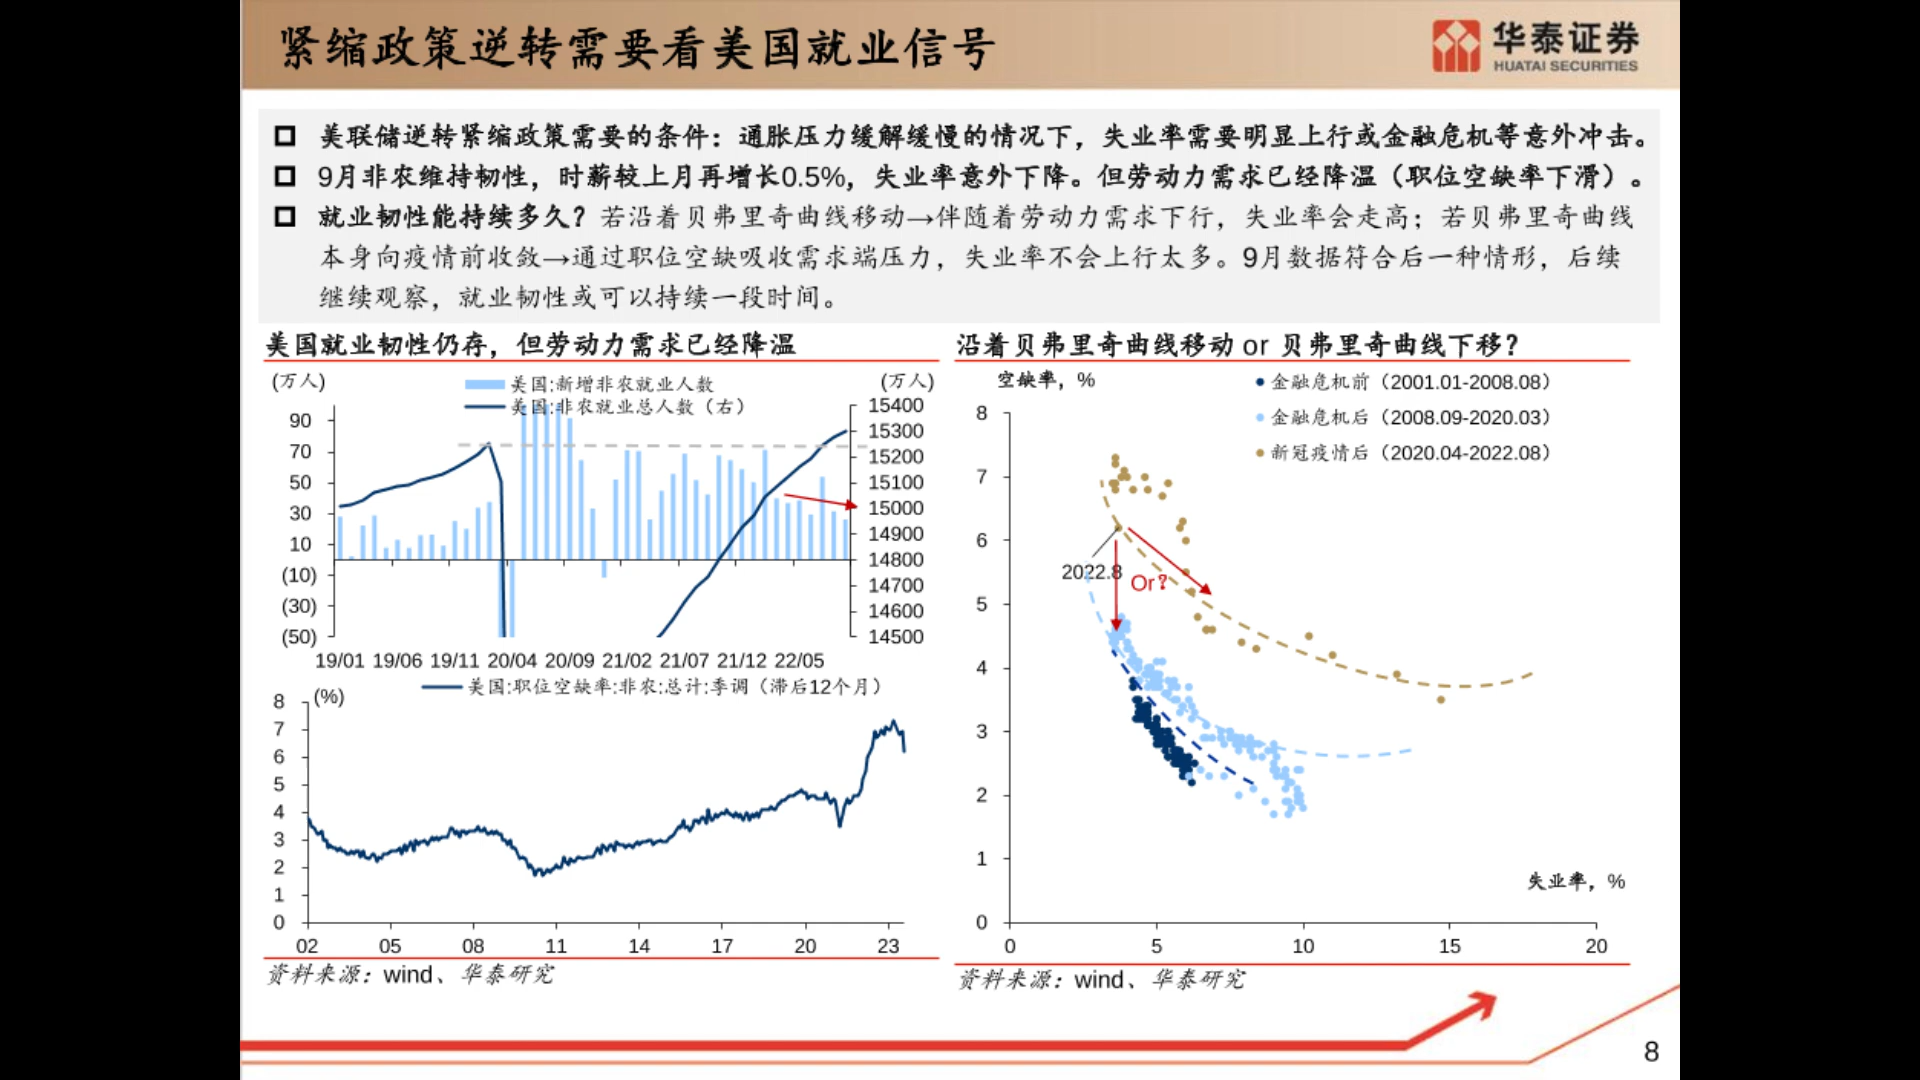 紧缩政策逆转需要看美国就业信号
华泰证券
HUATAI SECURITIES
美联储逆转紧缩政策需要的条件：通胀压力缓解缓慢的情况下，失业率需要明显上行或金融危机等意外冲击。
9月非农维持韧性，时薪较上月再增长0.5%，失业率意外下降。但劳动力需求已经降温（职位空缺率下滑）。
就业韧性能持续多久？若沿着贝弗里奇曲线移动→伴随着劳动力需求下行，失业率会走高；若贝弗里奇曲线
本身向疫情前收敛→通过职位空缺吸收需求端压力，失业率不会上行太多。9月数据符合后一种情形，后续
继续观察，就业韧性或可以持续一段时间。
美国就业韧性仍存，但劳动力需求已经降温
(万人)
美国:新增非农就业人数
美国:非农就业总人数（右）
(万人)
90
70
50
30
10
(10)
(30)
(50)
15400
15300
15200
15100
15000
14900
14800
14700
14600
14500
19/01 19/06 19/11 20/04 20/09 21/02 21/07 21/12 22/05
(%)
美国:职位空缺率:非农:总计:季调（滞后12个月）
8
7
6
5
4
3
2
1
0
02 05 08 11 14 17 20 23
资料来源：wind、华泰研究
沿着贝弗里奇曲线移动 or 贝弗里奇曲线下移？
空缺率，%
金融危机前（2001.01-2008.08）
金融危机后（2008.09-2020.03）
新冠疫情后（2020.04-2022.08）
8
7
6
5
4
3
2
1
0
2022.8
Or？
失业率，%
0 5 10 15 20
资料来源：wind、华泰研究
8